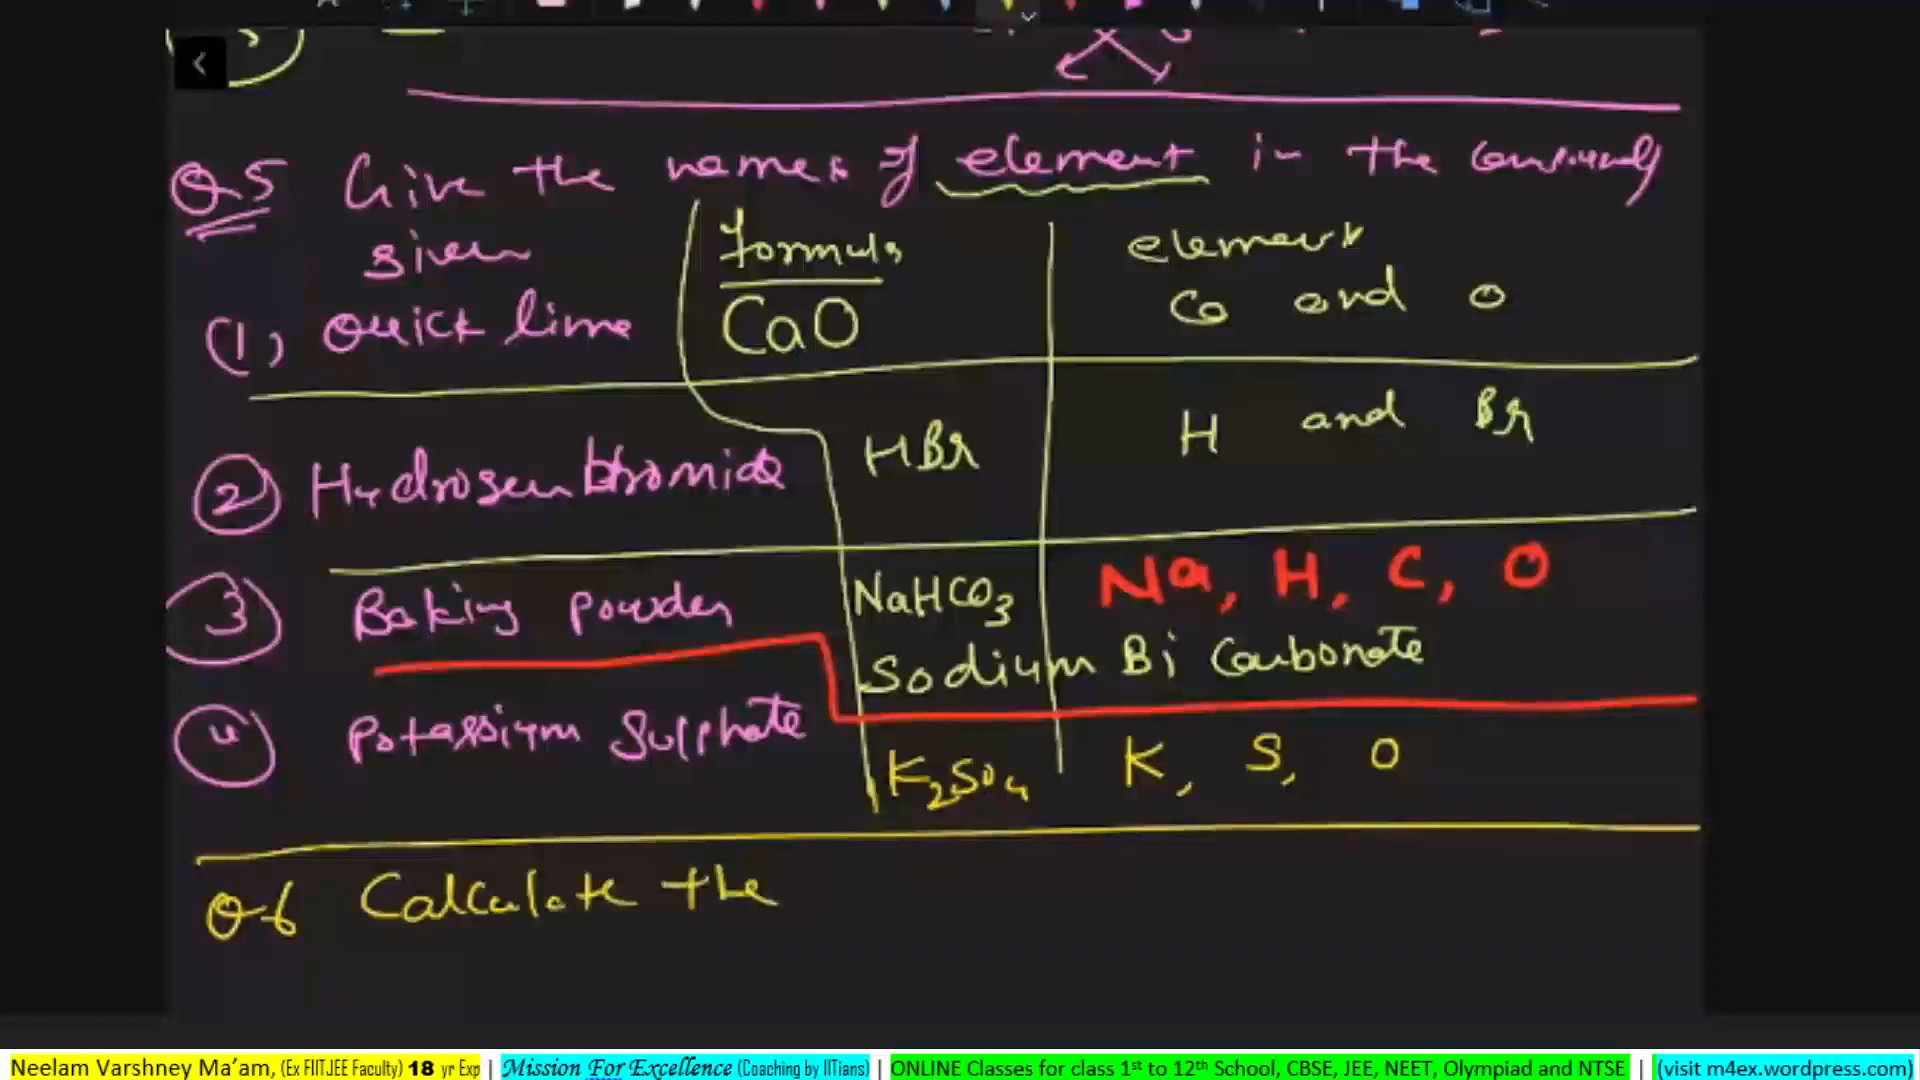 Q5 Give the names of element in the
given
formula
element
(1) Quick lime
CaO
Ca and O
(2) Hydrogen bromide
HBr
H and Br
(3) Baking Powder
NaHCO3
Na, H, C, O
Sodium Bi Carbonate
(4) Potassium Sulphate
K2SO4
K, S, O
Q6 Calculate the
Neelam Varshney Ma'am, (Ex FIITJEE Faculty) 18 yr Exp | Mission For Excellence (Coaching by IITians) | ONLINE Classes for class 1st to 12th School, CBSE, JEE, NEET, Olympiad and NTSE | (visit m4ex.wordpress.com)